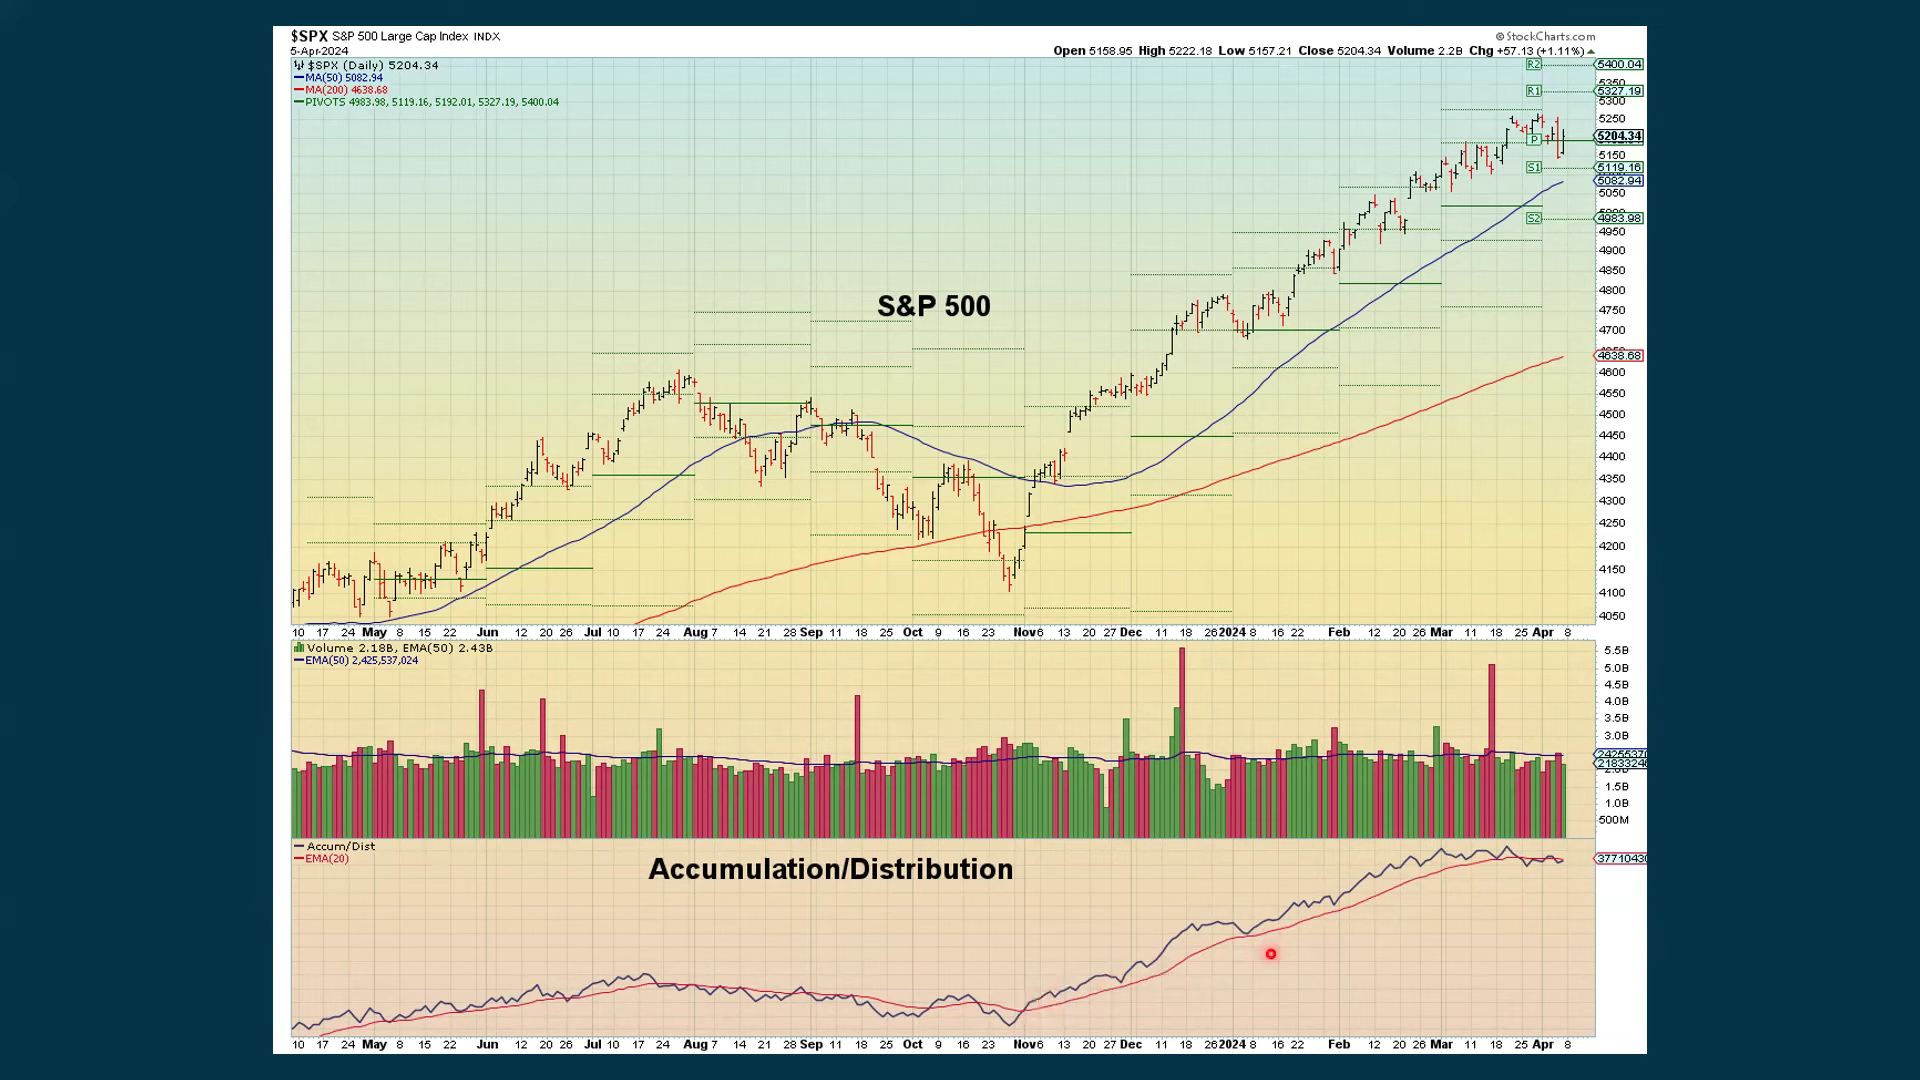 $SPX S&P 500 Large Cap Index INDX
© StockCharts.com
5-Apr-2024
Open 5158.95 High 5222.18 Low 5157.21 Close 5204.34 Volume 2.2B Chg +57.13 (+1.11%)
$SPX (Daily) 5204.34
MA(50) 5082.94
MA(200) 4638.68
PIVOTS 4983.98, 5119.16, 5192.01, 5327.19, 5400.04
R2 5400.04
5350
R1 5327.19
5300
5250
5204.34
P
5150
S1 5119.16
5082.94
5050
S2 4983.98
4950
4900
4850
4800
4750
4700
4638.68
4600
4550
4500
4450
4400
4350
4300
4250
4200
4150
4100
4050
S&P 500
10 17 24 May 8 15 22 Jun 12 20 26 Jul 10 17 24 Aug 7 14 21 28 Sep 11 18 25 Oct 9 16 23 Nov 6 13 20 27 Dec 11 18 26 2024 8 16 22 Feb 12 20 26 Mar 11 18 25 Apr 8
Volume 2.18B, EMA(50) 2.43B
EMA(50) 2,425,537,024
5.5B
5.0B
4.5B
4.0B
3.5B
3.0B
1.5B
1.0B
500M
Accum/Dist
EMA(20)
Accumulation/Distribution
10 17 24 May 8 15 22 Jun 12 20 26 Jul 10 17 24 Aug 7 14 21 28 Sep 11 18 25 Oct 9 16 23 Nov 6 13 20 27 Dec 11 18 26 2024 8 16 22 Feb 12 20 26 Mar 11 18 25 Apr 8